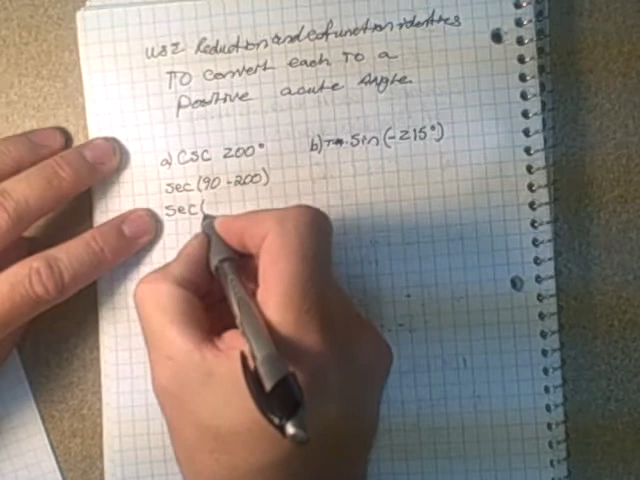 USE Reduction and cofunction identities
TO convert each TO a
Positive acute Angle.
a) CSC 200° b) Sin(-215°)
sec(90-200)
sec(